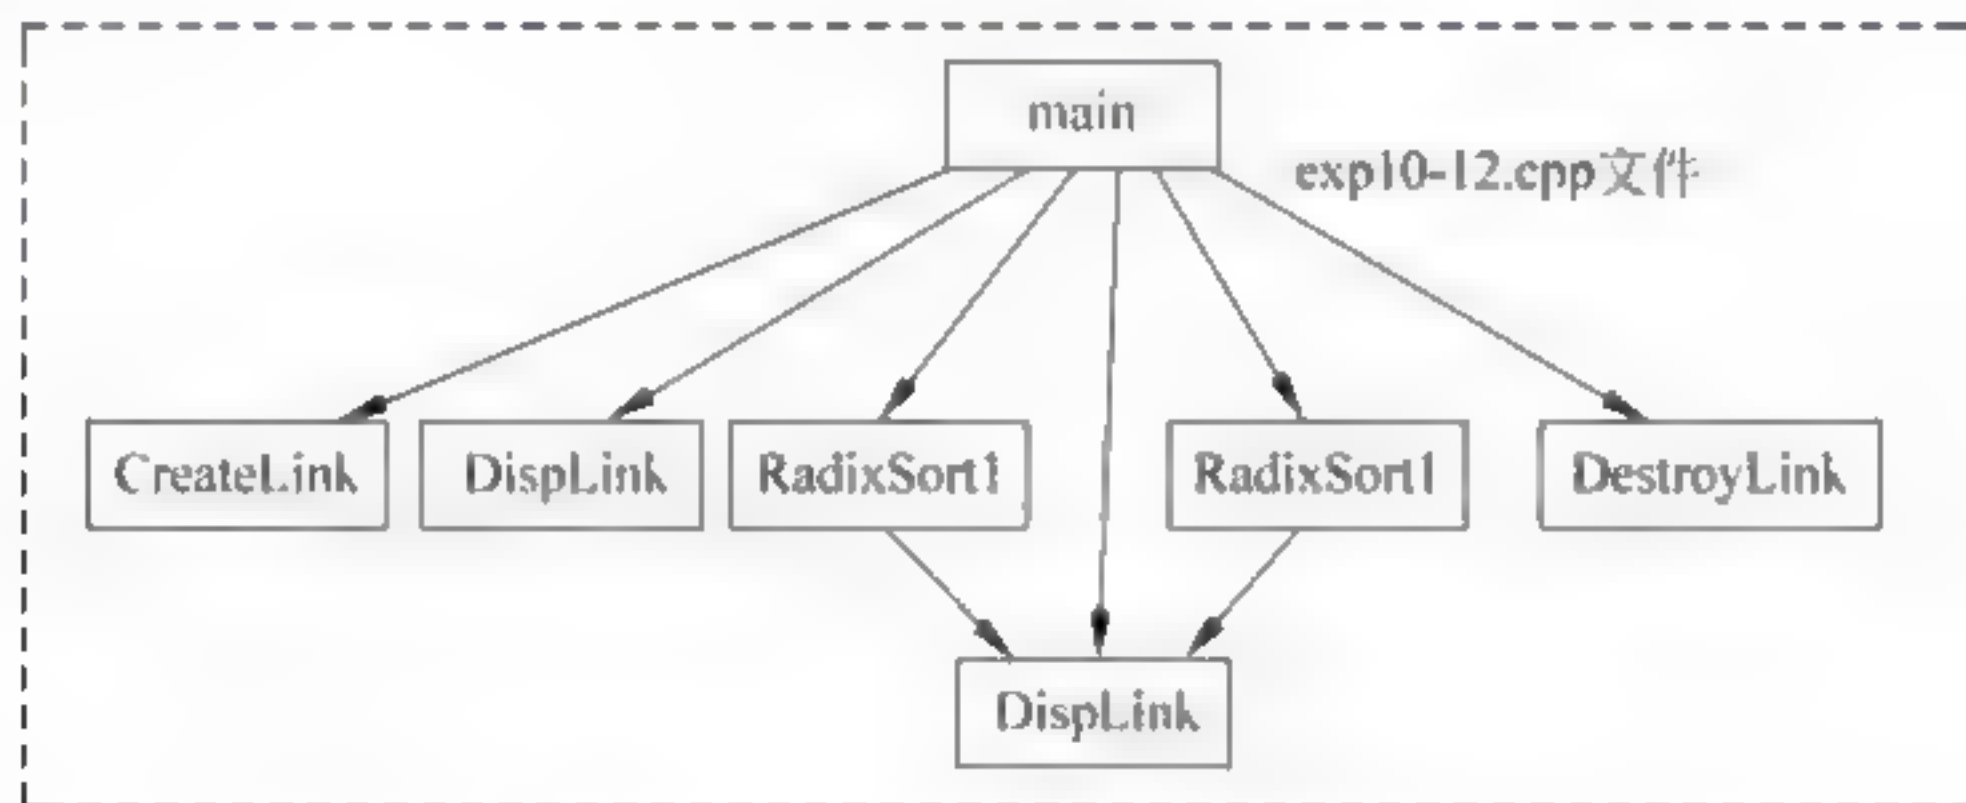 main
exp10-12.cpp文件
CreateLink
DispLink
RadixSort1
RadixSort1
DestroyLink
DispLink